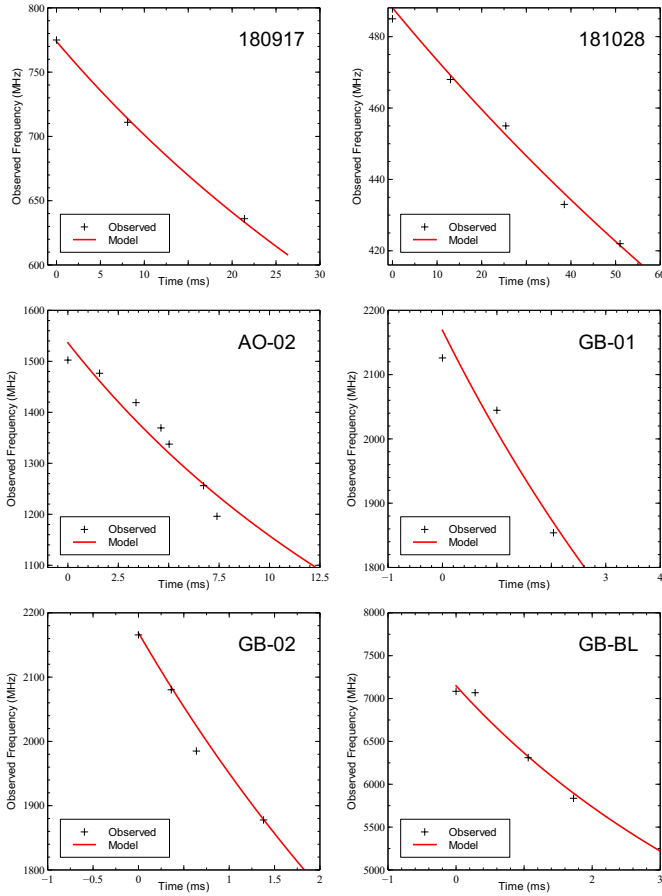 180917
Observed Frequency (MHz)
800
750
700
650
600
Observed
Model
0 5 10 15 20 25 30
Time (ms)
181028
Observed Frequency (MHz)
480
460
440
420
Observed
Model
0 10 20 30 40 50 60
Time (ms)
AO-02
Observed Frequency (MHz)
1600
1500
1400
1300
1200
1100
Observed
Model
0 2.5 5.0 7.5 10 12.5
Time (ms)
GB-01
Observed Frequency (MHz)
2200
2100
2000
1900
1800
Observed
Model
−1 0 1 2 3 4
Time (ms)
GB-02
Observed Frequency (MHz)
2200
2100
2000
1900
1800
Observed
Model
−1 −0.5 0 0.5 1 1.5 2
Time (ms)
GB-BL
Observed Frequency (MHz)
8000
7500
7000
6500
6000
5500
5000
Observed
Model
−1 0 1 2 3
Time (ms)